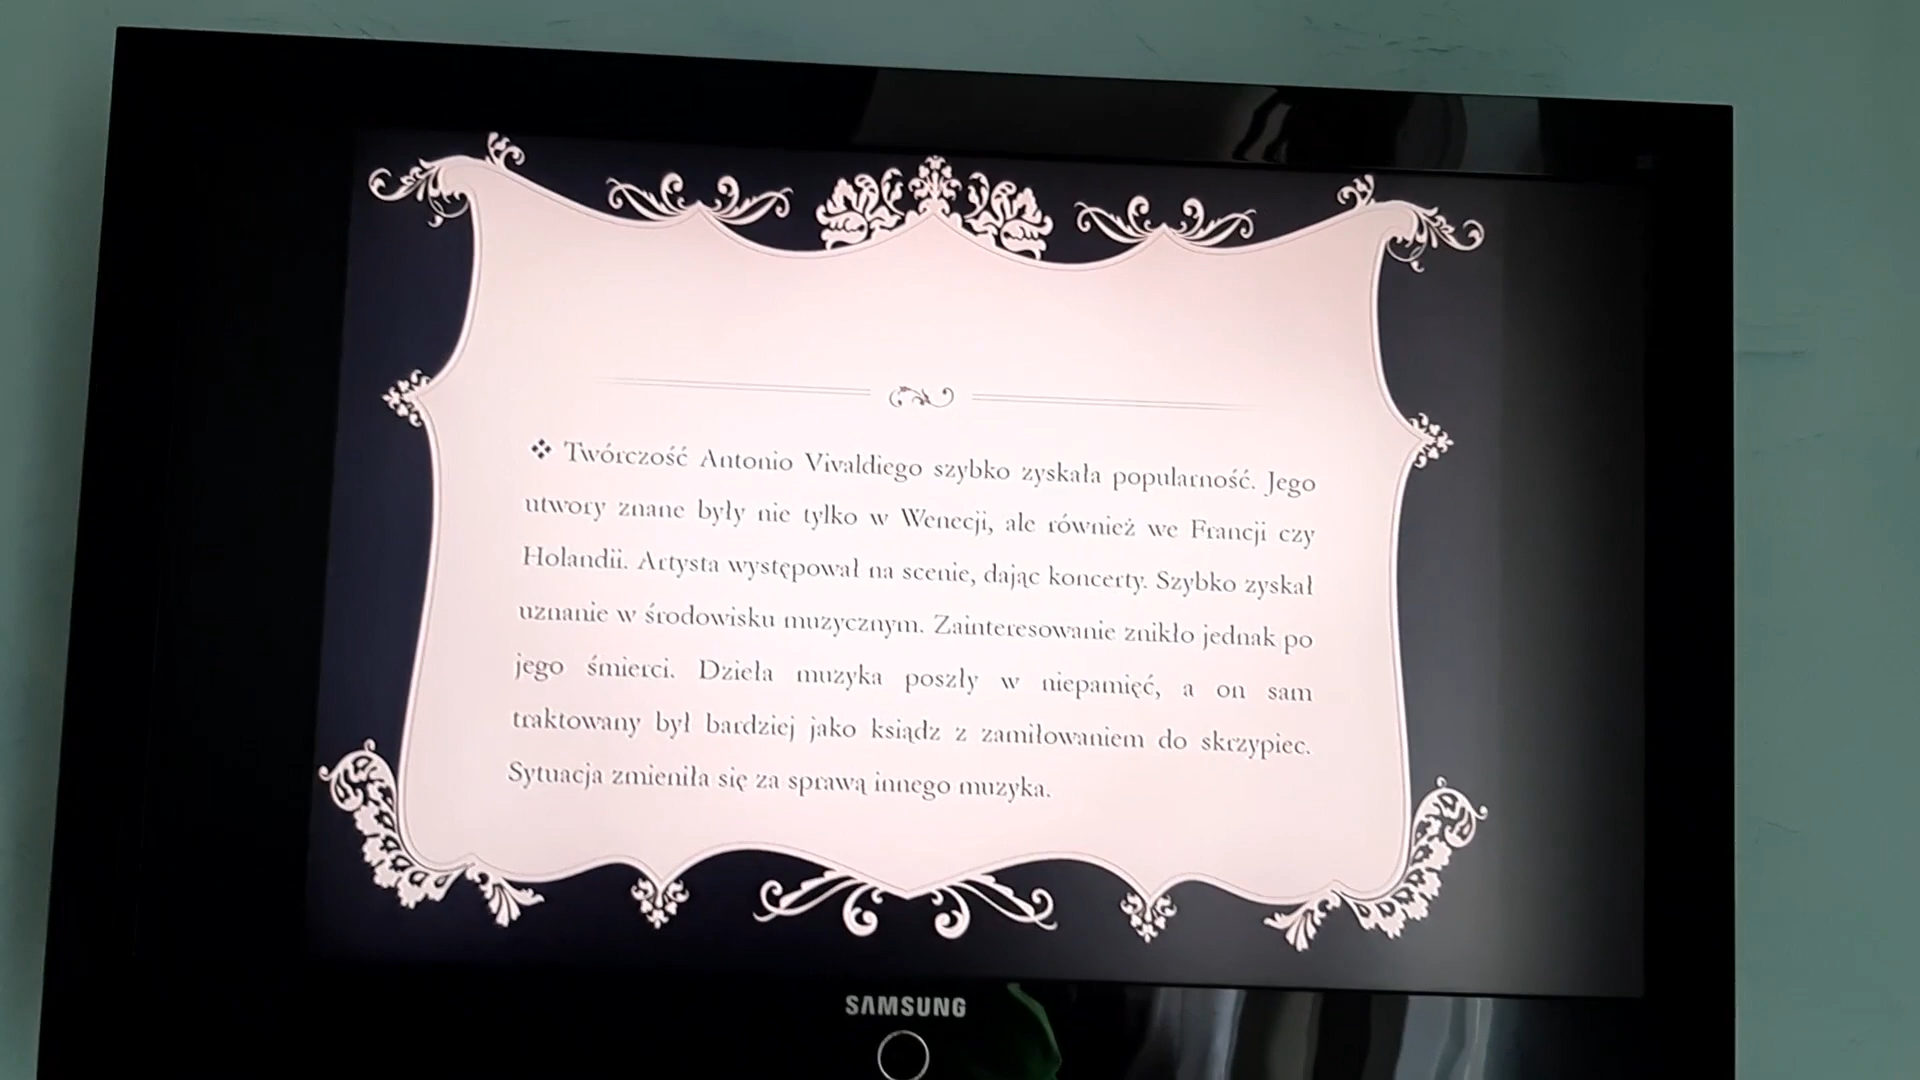 ❖ Twórczość Antonio Vivaldiego szybko zyskała popularność. Jego
utwory znane były nie tylko w Wenecji, ale również we Francji czy
Holandii. Artysta występował na scenie, dając koncerty. Szybko zyskał
uznanie w środowisku muzycznym. Zainteresowanie znikło jednak po
jego śmierci. Dzieła muzyka poszły w niepamięć, a on sam
traktowany był bardziej jako ksiądz z zamiłowaniem do skrzypiec.
Sytuacja zmieniła się za sprawą innego muzyka.
SAMSUNG